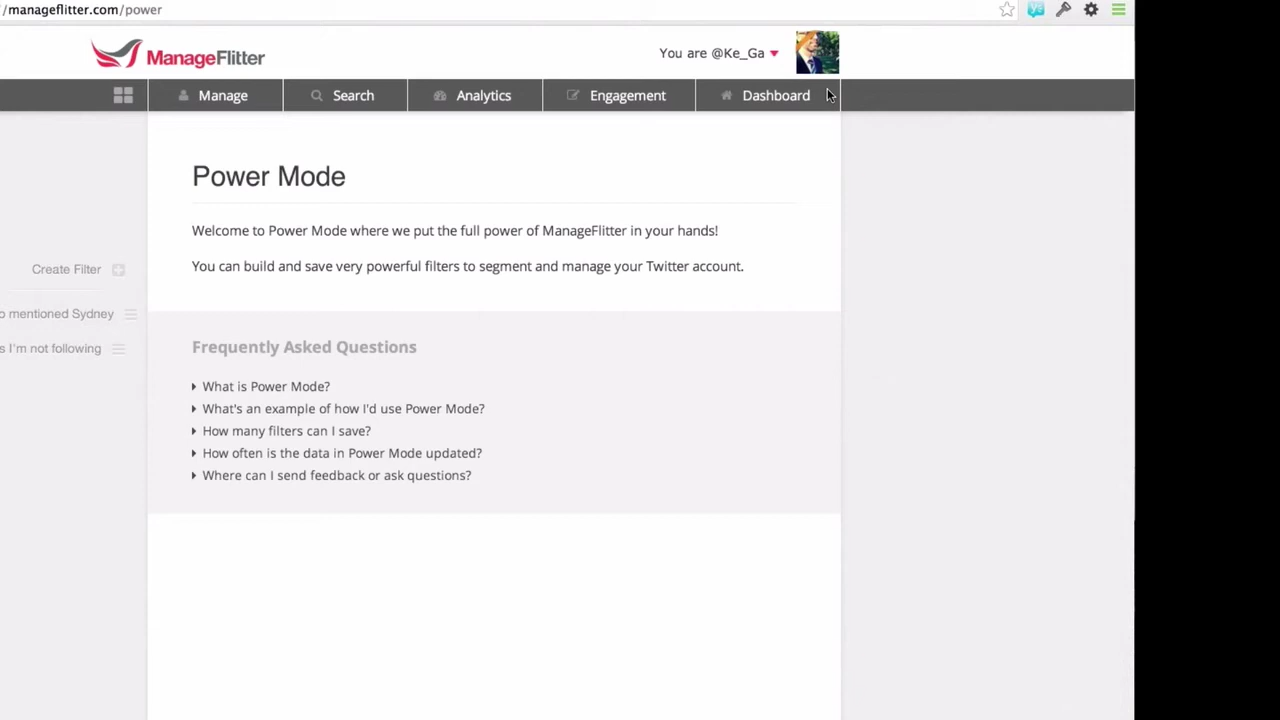 /manageflitter.com/power
ManageFlitter
You are @Ke_Ga
Manage
Search
Analytics
Engagement
Dashboard
Power Mode
Welcome to Power Mode where we put the full power of ManageFlitter in your hands!
You can build and save very powerful filters to segment and manage your Twitter account.
Create Filter
o mentioned Sydney
s I'm not following
Frequently Asked Questions
What is Power Mode?
What's an example of how I'd use Power Mode?
How many filters can I save?
How often is the data in Power Mode updated?
Where can I send feedback or ask questions?